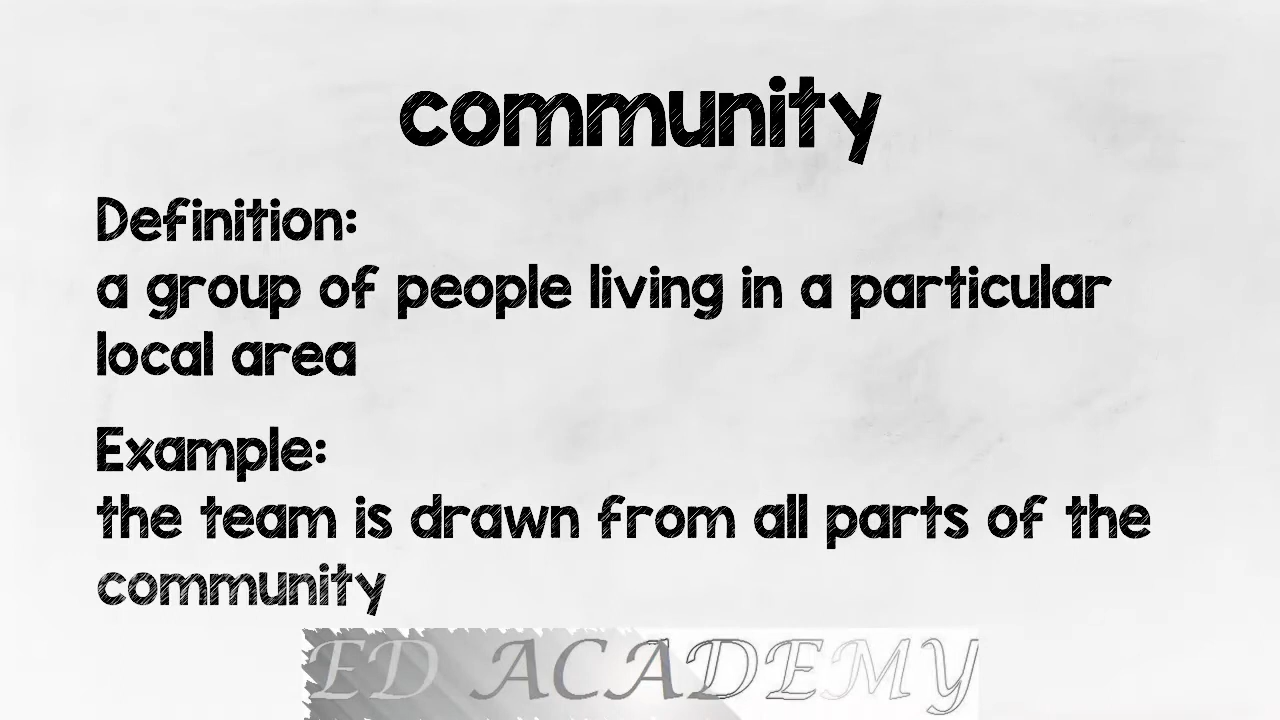 community
Definition:
a group of people living in a particular
local area
Example:
the team is drawn from all parts of the
community
ED ACADEMY